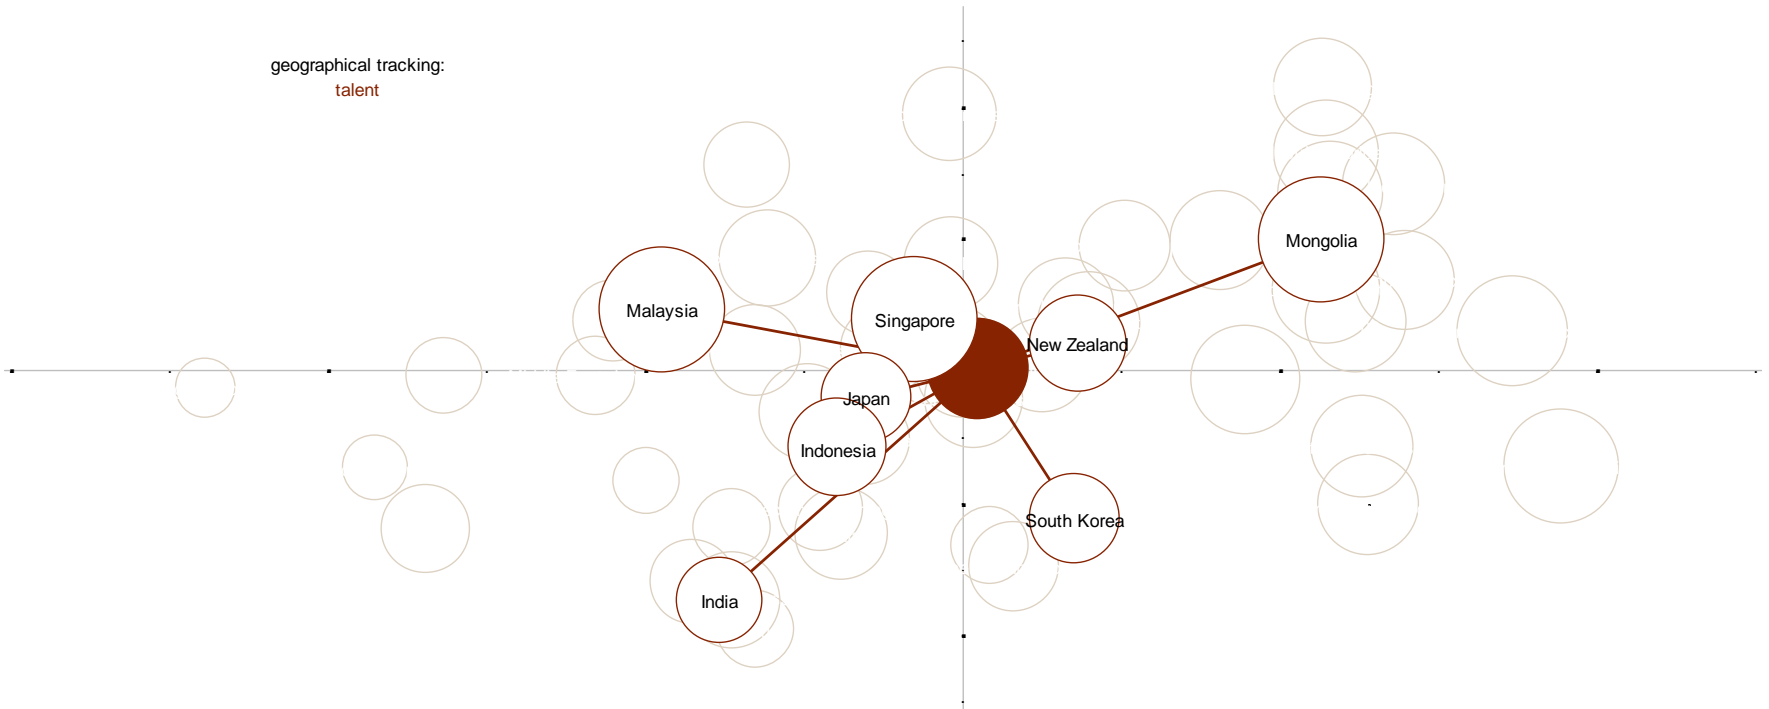 geographical tracking:
talent
Mongolia
Malaysia
Singapore
New Zealand
Japan
Indonesia
South Korea
India